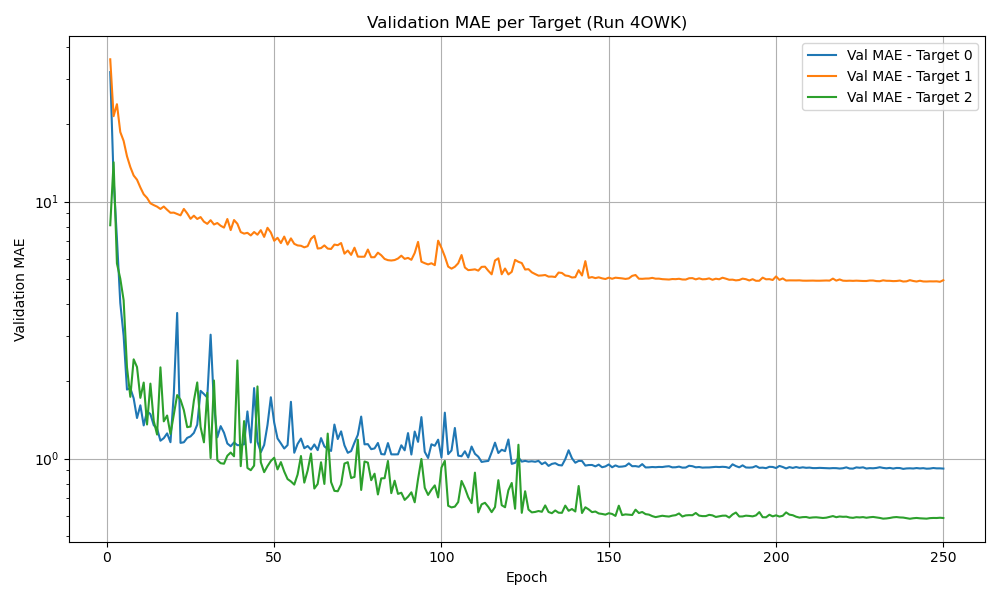 Validation MAE per Target (Run 4OWK)
Val MAE - Target 0
Val MAE - Target 1
Val MAE - Target 2
Validation MAE
10¹
10⁰
0 50 100 150 200 250
Epoch